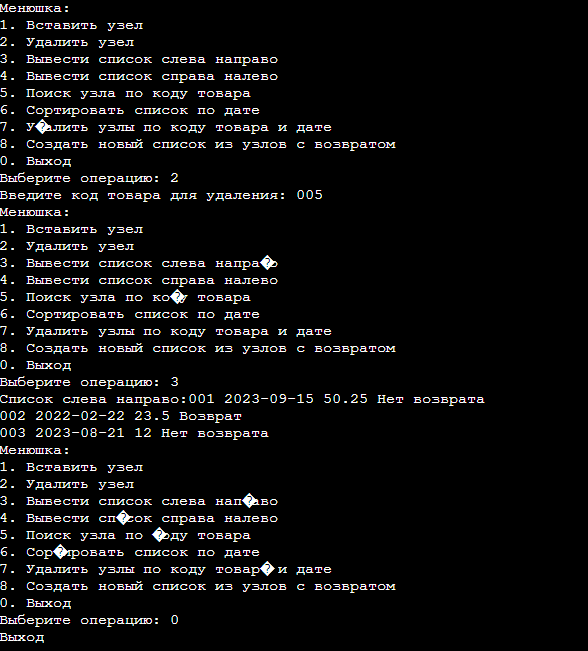 Менюшка:
1. Вставить узел
2. Удалить узел
3. Вывести список слева направо
4. Вывести список справа налево
5. Поиск узла по коду товара
6. Сортировать список по дате
7. У�алить узлы по коду товара и дате
8. Создать новый список из узлов с возвратом
0. Выход
Выберите операцию: 2
Введите код товара для удаления: 005
Менюшка:
1. Вставить узел
2. Удалить узел
3. Вывести список слева напра�о
4. Вывести список справа налево
5. Поиск узла по ко�у товара
6. Сортировать список по дате
7. Удалить узлы по коду товара и дате
8. Создать новый список из узлов с возвратом
0. Выход
Выберите операцию: 3
Список слева направо:001 2023-09-15 50.25 Нет возврата
002 2022-02-22 23.5 Возврат
003 2023-08-21 12 Нет возврата
Менюшка:
1. Вставить узел
2. Удалить узел
3. Вывести список слева нап�аво
4. Вывести сп�сок справа налево
5. Поиск узла по �оду товара
6. Сор�ировать список по дате
7. Удалить узлы по коду товар� и дате
8. Создать новый список из узлов с возвратом
0. Выход
Выберите операцию: 0
Выход